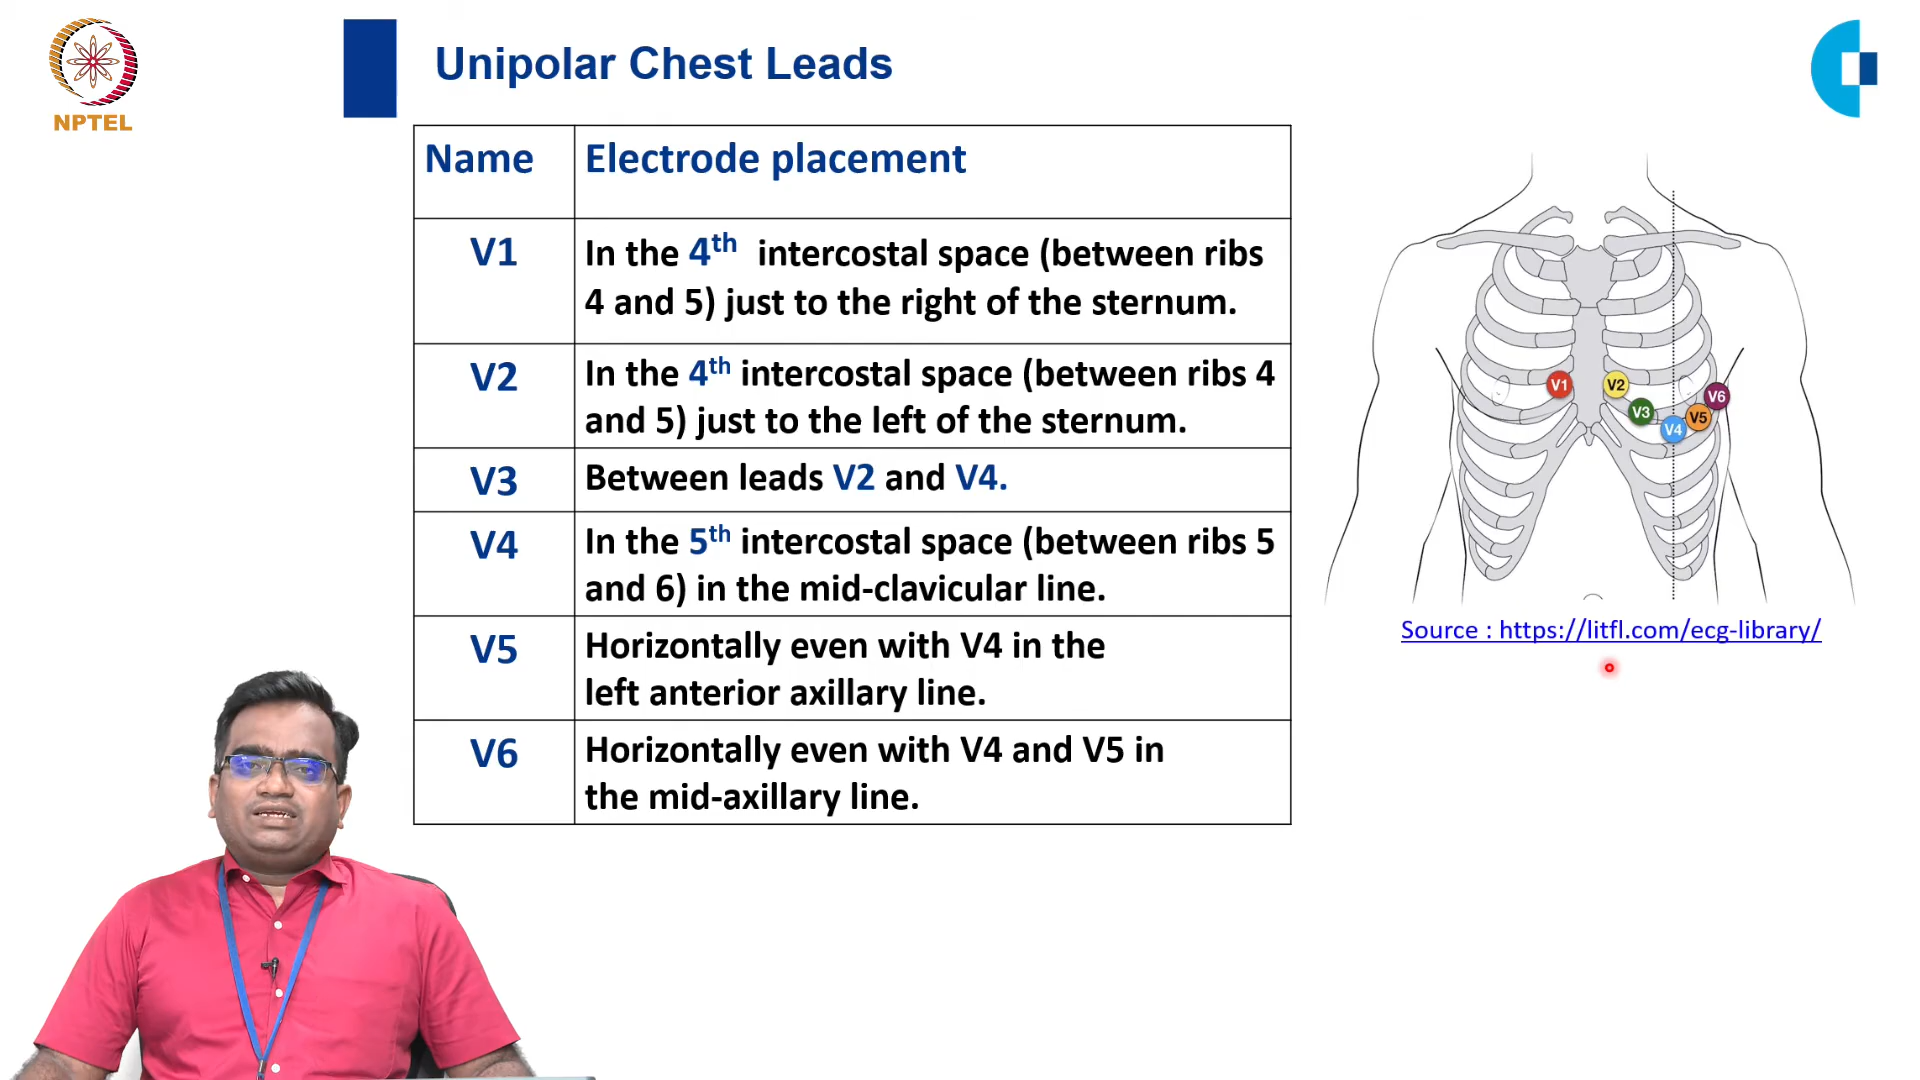 NPTEL
Unipolar Chest Leads
Name
Electrode placement
V1
In the 4th intercostal space (between ribs
4 and 5) just to the right of the sternum.
V2
In the 4th intercostal space (between ribs 4
and 5) just to the left of the sternum.
V3
Between leads V2 and V4.
V4
In the 5th intercostal space (between ribs 5
and 6) in the mid-clavicular line.
V5
Horizontally even with V4 in the
left anterior axillary line.
V6
Horizontally even with V4 and V5 in
the mid-axillary line.
V1
V2
V3
V4
V5
V6
Source : https://litfl.com/ecg-library/